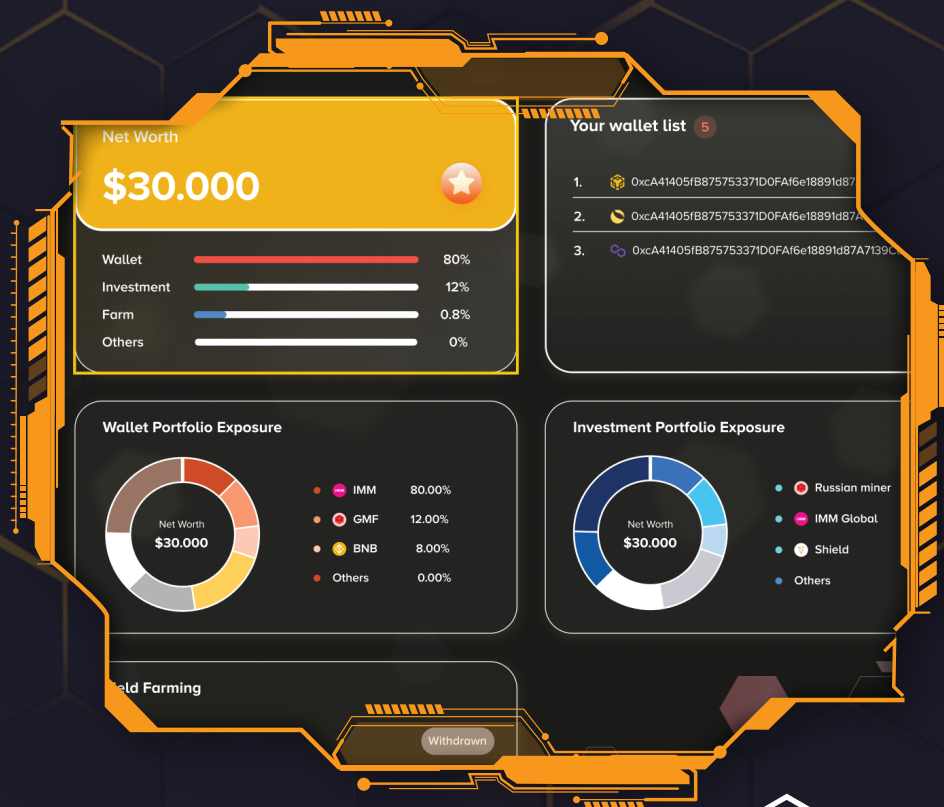 Net Worth
$30.000
Wallet 80%
Investment 12%
Farm 0.8%
Others 0%
Your wallet list 5
1. 0xcA41405fB875753371D0FAf6e18891d87
2. 0xcA41405fB875753371D0FAf6e18891d87A
3. 0xcA41405fB875753371D0FAf6e18891d87A7139C
Wallet Portfolio Exposure
Net Worth
$30.000
IMM 80.00%
GMF 12.00%
BNB 8.00%
Others 0.00%
Investment Portfolio Exposure
Net Worth
$30.000
Russian miner
IMM Global
Shield
Others
eld Farming
Withdrawn